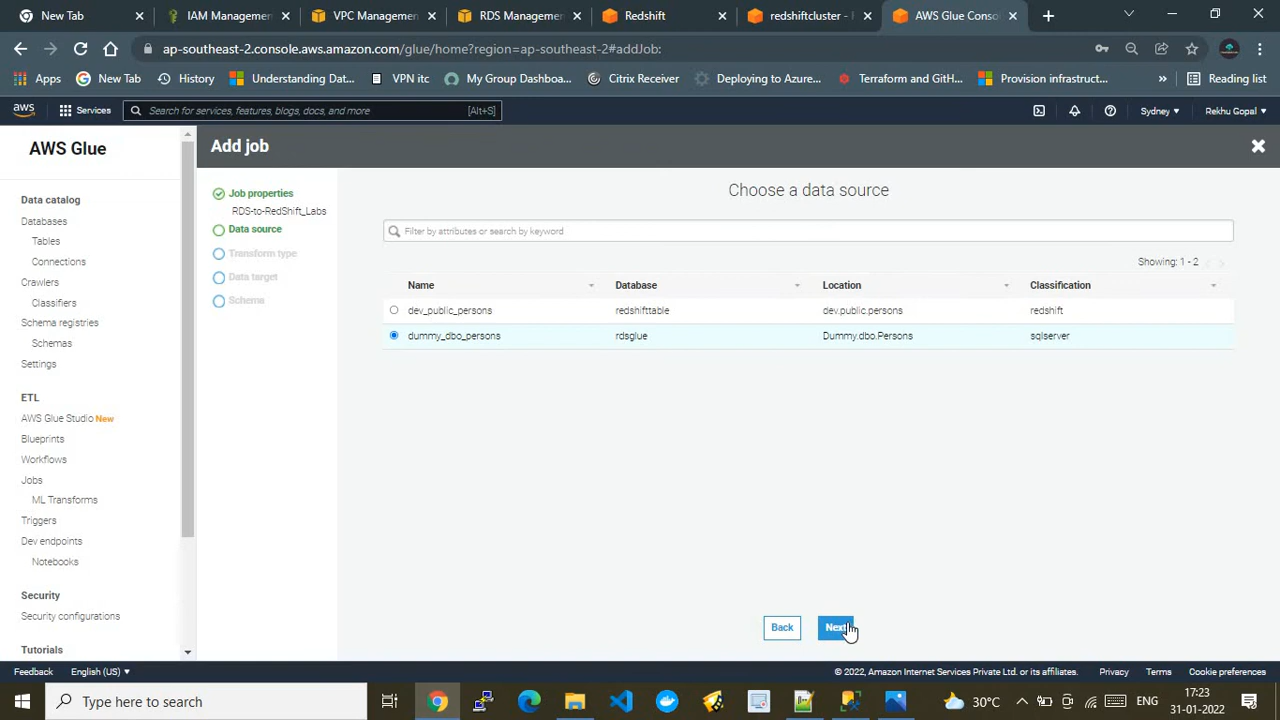 New Tab
IAM Managemen
VPC Managemen
RDS Managemen
Redshift
redshiftcluster -
AWS Glue Conso
ap-southeast-2.console.aws.amazon.com/glue/home?region=ap-southeast-2#addJob:
Apps
New Tab
History
Understanding Dat...
VPN itc
My Group Dashboa...
Citrix Receiver
Deploying to Azure...
Terraform and GitH...
Provision infrastruct...
»
Reading list
aws
Services
Search for services, features, blogs, docs, and more
[Alt+S]
Sydney
Rekhu Gopal
AWS Glue
Data catalog
Databases
Tables
Connections
Crawlers
Classifiers
Schema registries
Schemas
Settings
ETL
AWS Glue Studio New
Blueprints
Workflows
Jobs
ML Transforms
Triggers
Dev endpoints
Notebooks
Security
Security configurations
Tutorials
Add job
Job properties
RDS-to-RedShift_Labs
Data source
Transform type
Data target
Schema
Choose a data source
Filter by attributes or search by keyword
Showing: 1 - 2
Name Database Location Classification
dev_public_persons redshifttable dev.public.persons redshift
dummy_dbo_persons rdsglue Dummy.dbo.Persons sqlserver
Back
Next
Feedback
English (US)
© 2022, Amazon Internet Services Private Ltd. or its affiliates.
Privacy
Terms
Cookie preferences
Type here to search
30°C
ENG
17:23
31-01-2022